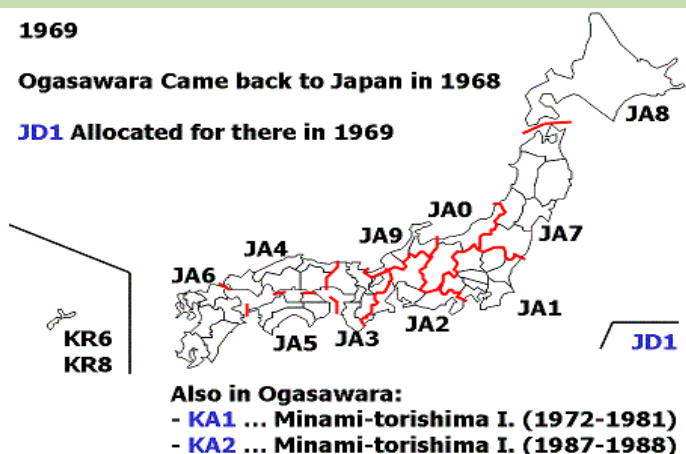 1969
Ogasawara Came back to Japan in 1968
JD1 Allocated for there in 1969
JA8
JA0
JA9
JA7
JA4
JA6
JA1
JA2
JA5
JA3
KR6
KR8
JD1
Also in Ogasawara:
- KA1 ... Minami-torishima I. (1972-1981)
- KA2 ... Minami-torishima I. (1987-1988)